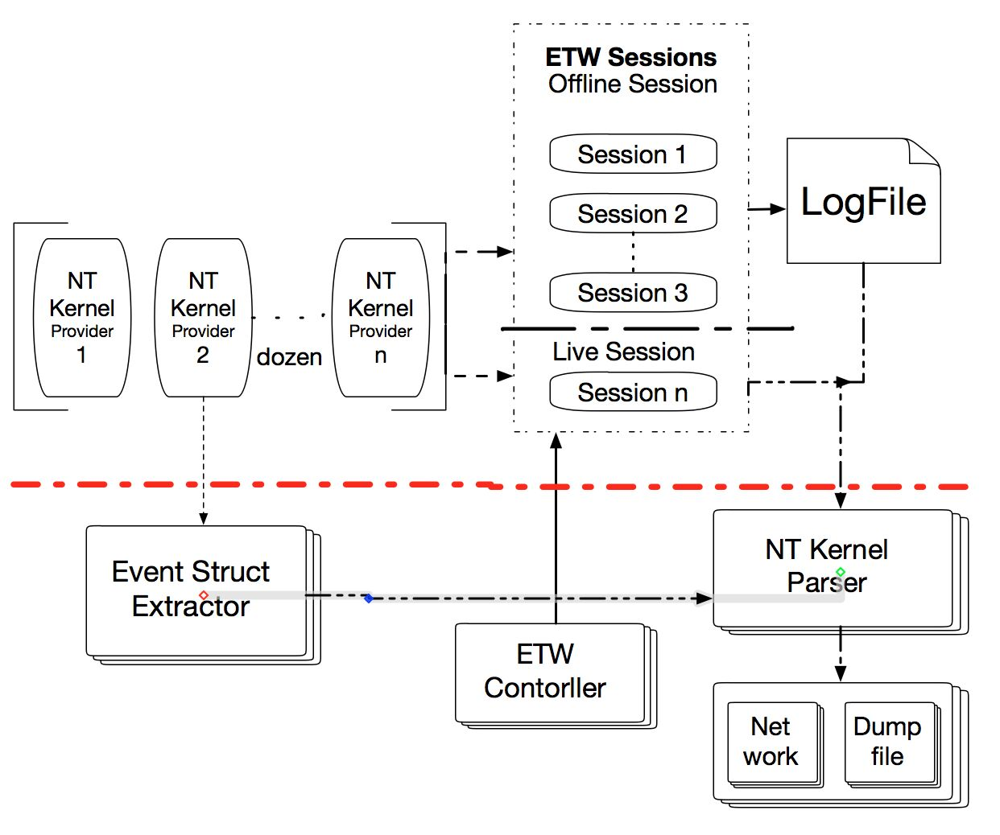 ETW Sessions
Offline Session
Session 1
Session 2
Session 3
Live Session
Session n
LogFile
NT
Kernel
Provider
1
NT
Kernel
Provider
2
dozen
NT
Kernel
Provider
n
Event Struct
Extractor
ETW
Contorller
NT Kernel
Parser
Net
work
Dump
file